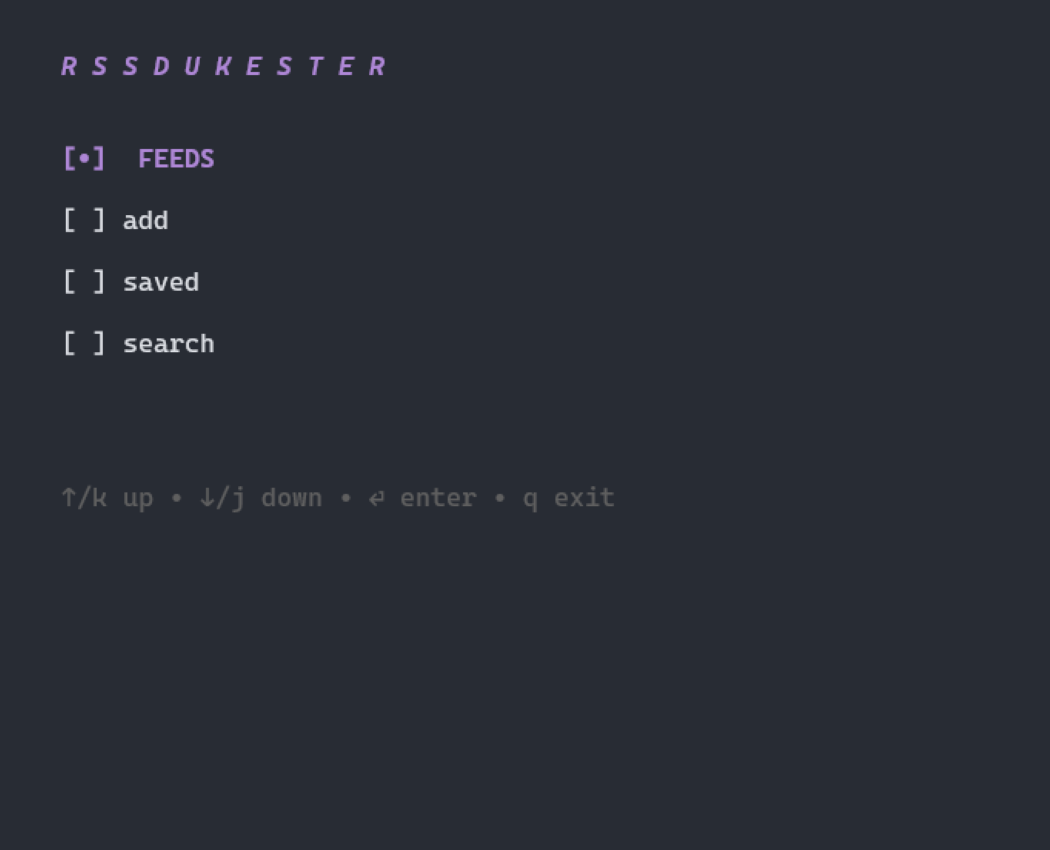 R S S D U K E S T E R
[•]  FEEDS
[ ] add
[ ] saved
[ ] search
↑/k up • ↓/j down • ⏎ enter • q exit